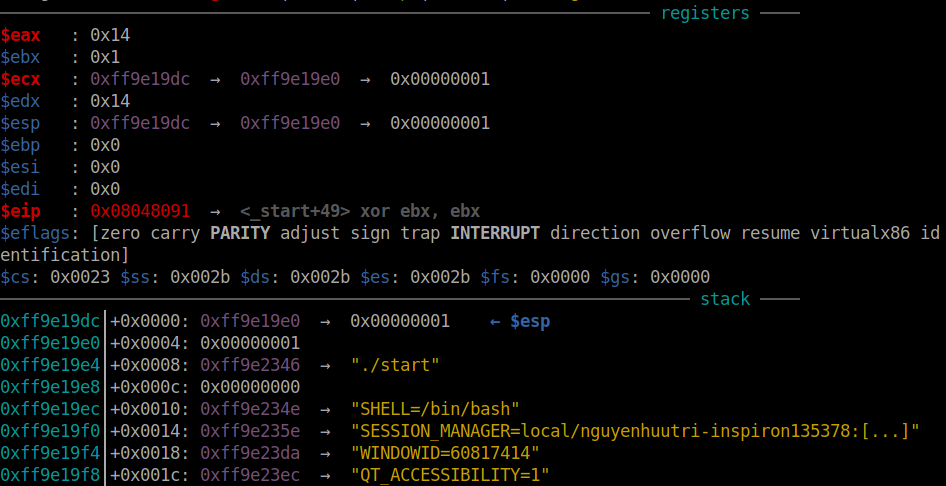 registers
$eax : 0x14
$ebx : 0x1
$ecx : 0xff9e19dc → 0xff9e19e0 → 0x00000001
$edx : 0x14
$esp : 0xff9e19dc → 0xff9e19e0 → 0x00000001
$ebp : 0x0
$esi : 0x0
$edi : 0x0
$eip : 0x08048091 → <_start+49> xor ebx, ebx
$eflags: [zero carry PARITY adjust sign trap INTERRUPT direction overflow resume virtualx86 id
entification]
$cs: 0x0023 $ss: 0x002b $ds: 0x002b $es: 0x002b $fs: 0x0000 $gs: 0x0000
stack
0xff9e19dc│+0x0000: 0xff9e19e0 → 0x00000001 ← $esp
0xff9e19e0│+0x0004: 0x00000001
0xff9e19e4│+0x0008: 0xff9e2346 → "./start"
0xff9e19e8│+0x000c: 0x00000000
0xff9e19ec│+0x0010: 0xff9e234e → "SHELL=/bin/bash"
0xff9e19f0│+0x0014: 0xff9e235e → "SESSION_MANAGER=local/nguyenhuutri-inspiron135378:[...]"
0xff9e19f4│+0x0018: 0xff9e23da → "WINDOWID=60817414"
0xff9e19f8│+0x001c: 0xff9e23ec → "QT_ACCESSIBILITY=1"